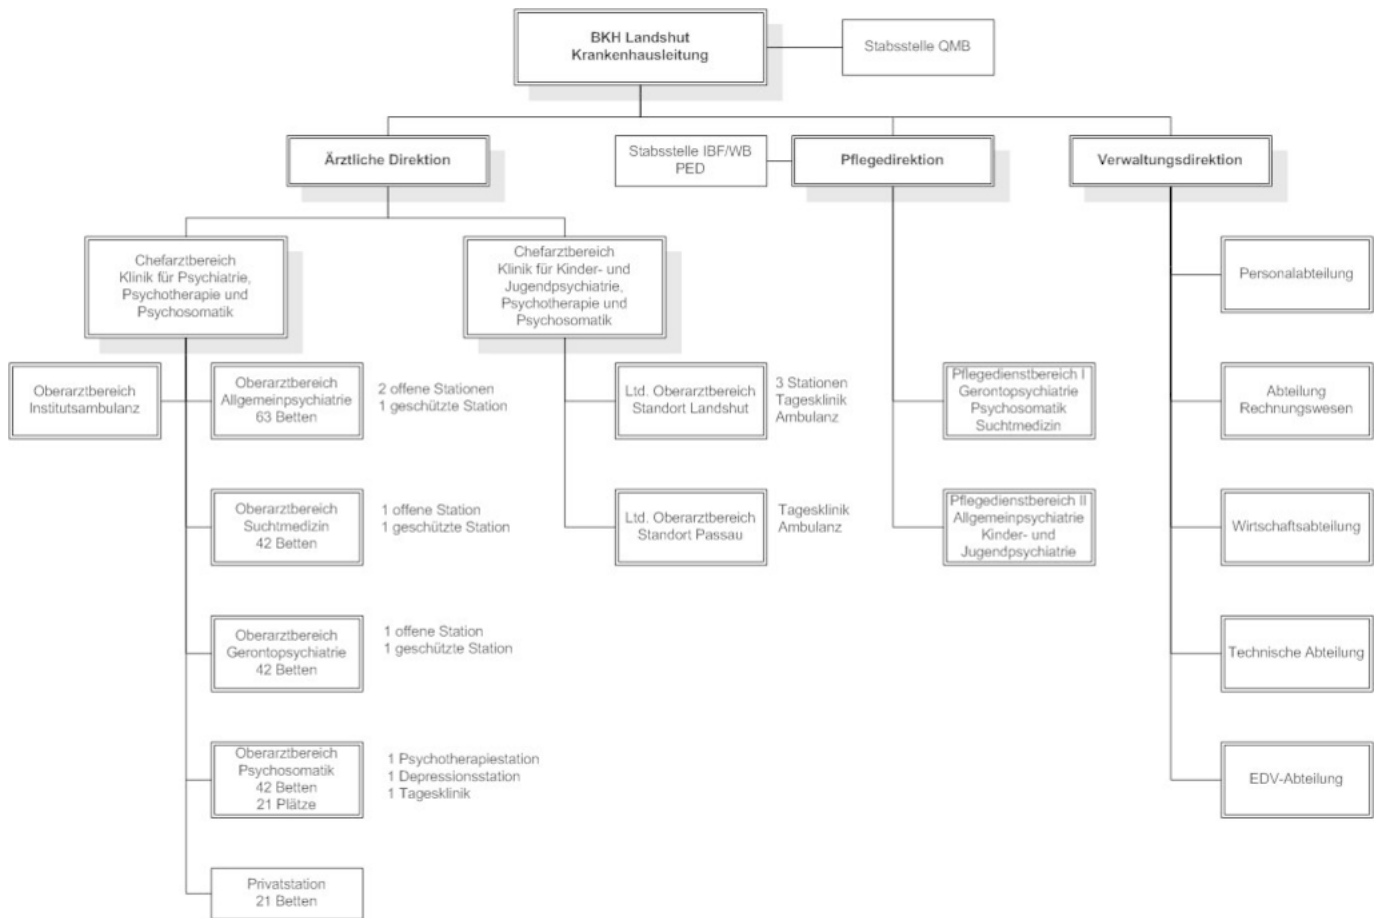 BKH Landshut
Krankenhausleitung
Stabsstelle QMB
Ärztliche Direktion
Stabsstelle IBF/WB
PED
Pflegedirektion
Verwaltungsdirektion
Chefarztbereich
Klinik für Psychiatrie,
Psychotherapie und
Psychosomatik
Chefarztbereich
Klinik für Kinder- und
Jugendpsychiatrie,
Psychotherapie und
Psychosomatik
Personalabteilung
Oberarztbereich
Institutsambulanz
Oberarztbereich
Allgemeinpsychiatrie
63 Betten
2 offene Stationen
1 geschützte Station
Ltd. Oberarztbereich
Standort Landshut
3 Stationen
Tagesklinik
Ambulanz
Pflegedienstbereich I
Gerontopsychiatrie
Psychosomatik
Suchtmedizin
Abteilung
Rechnungswesen
Oberarztbereich
Suchtmedizin
42 Betten
1 offene Station
1 geschützte Station
Ltd. Oberarztbereich
Standort Passau
Tagesklinik
Ambulanz
Pflegedienstbereich II
Allgemeinpsychiatrie
Kinder- und
Jugendpsychiatrie
Wirtschaftsabteilung
Oberarztbereich
Gerontopsychiatrie
42 Betten
1 offene Station
1 geschützte Station
Technische Abteilung
Oberarztbereich
Psychosomatik
42 Betten
21 Plätze
1 Psychotherapiestation
1 Depressionsstation
1 Tagesklinik
EDV-Abteilung
Privatstation
21 Betten